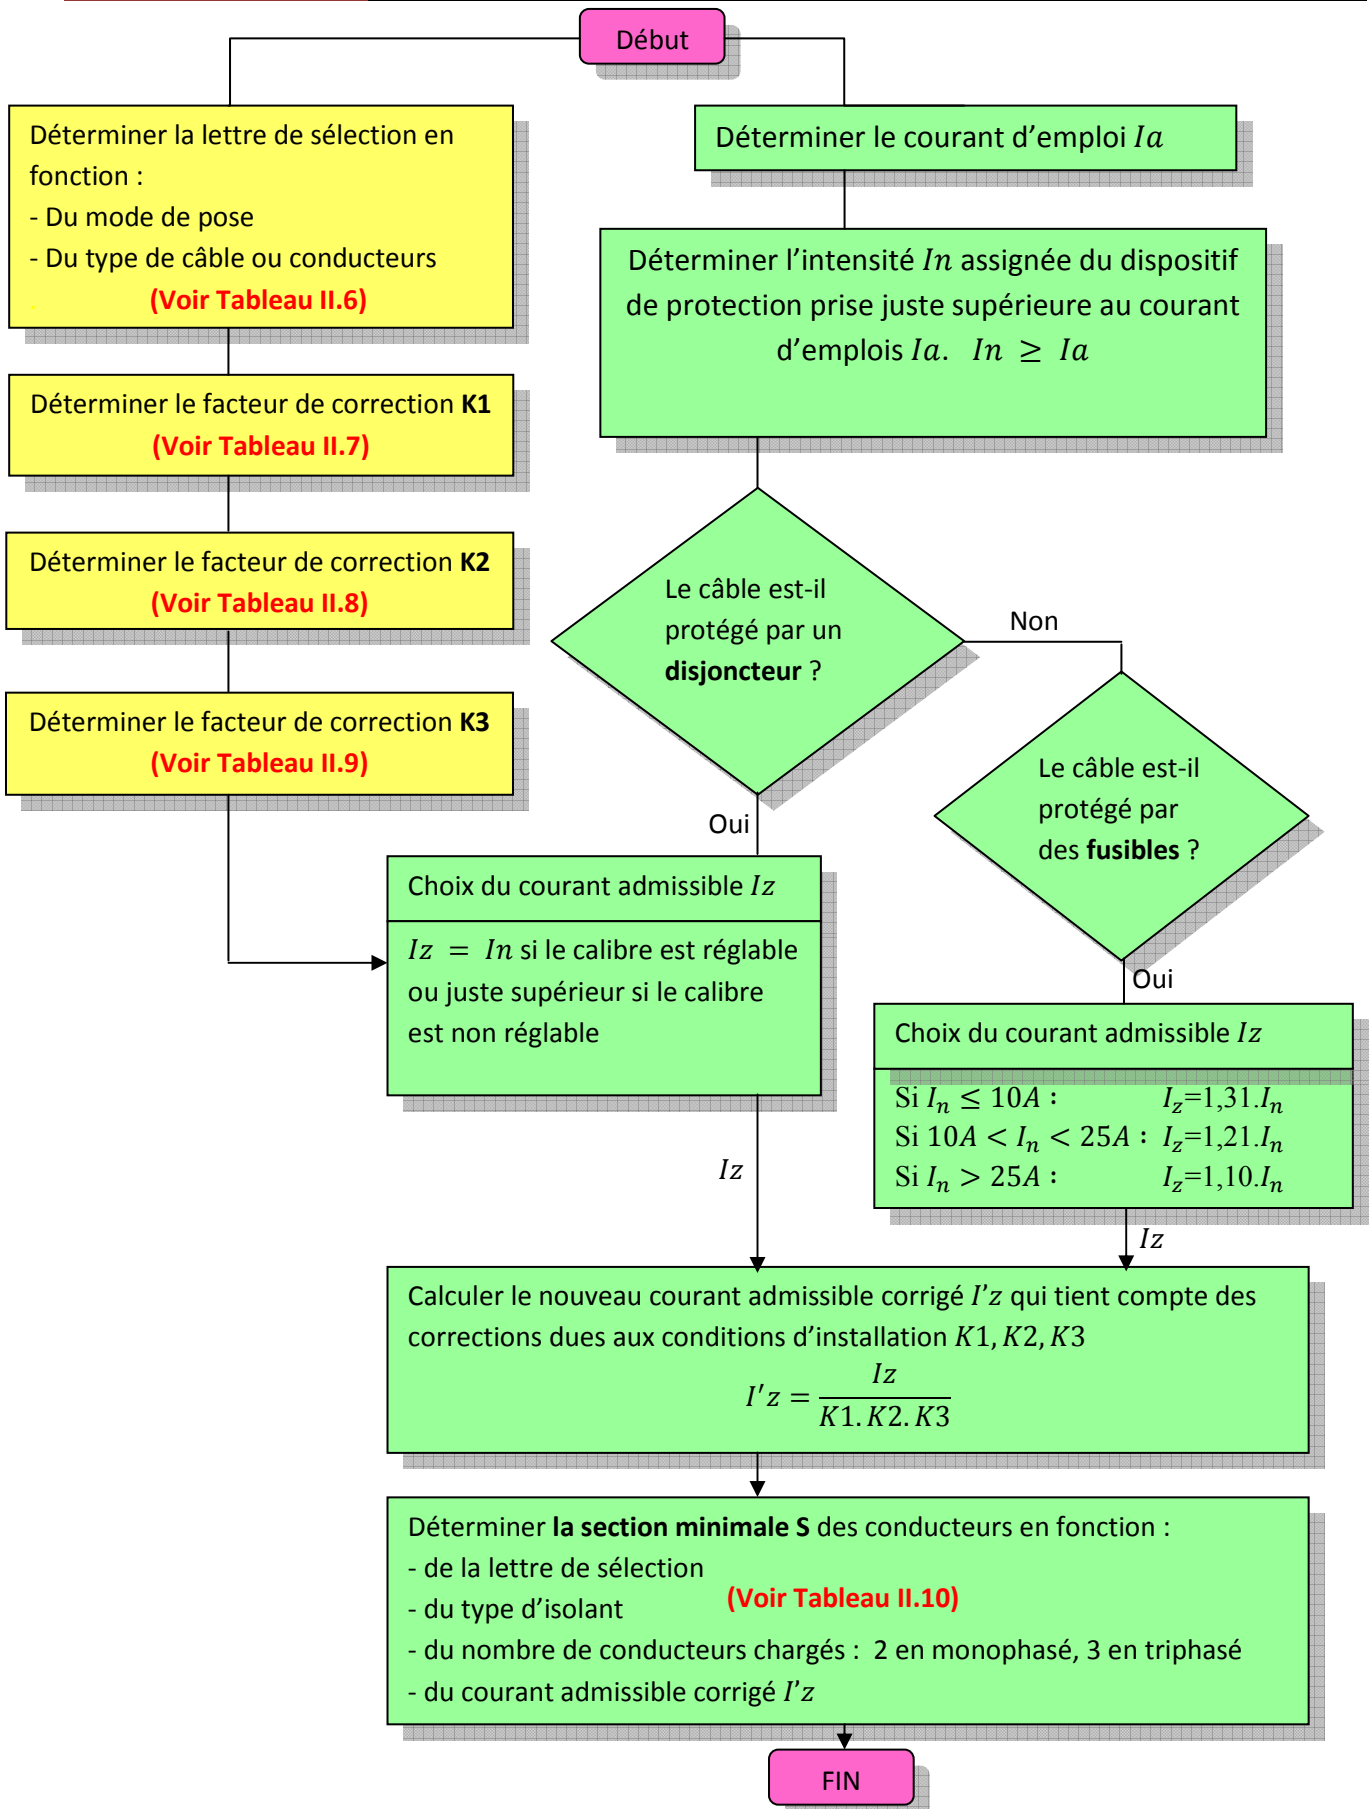 Début
Déterminer la lettre de sélection en
fonction :
- Du mode de pose
- Du type de câble ou conducteurs
(Voir Tableau II.6)
Déterminer le facteur de correction K1
(Voir Tableau II.7)
Déterminer le facteur de correction K2
(Voir Tableau II.8)
Déterminer le facteur de correction K3
(Voir Tableau II.9)
Déterminer le courant d’emploi Ia
Déterminer l’intensité In assignée du dispositif
de protection prise juste supérieure au courant
d’emplois Ia. In ≥ Ia
Le câble est-il
protégé par un
disjoncteur ?
Non
Oui
Le câble est-il
protégé par
des fusibles ?
Oui
Choix du courant admissible Iz
Iz = In si le calibre est réglable
ou juste supérieur si le calibre
est non réglable
Iz
Choix du courant admissible Iz
Si I_n ≤ 10A : I_z=1,31.I_n
Si 10A < I_n < 25A : I_z=1,21.I_n
Si I_n > 25A : I_z=1,10.I_n
Iz
Calculer le nouveau courant admissible corrigé I’z qui tient compte des
corrections dues aux conditions d’installation K1, K2, K3
I′z = Iz / K1. K2. K3
Déterminer la section minimale S des conducteurs en fonction :
- de la lettre de sélection
(Voir Tableau II.10)
- du type d’isolant
- du nombre de conducteurs chargés : 2 en monophasé, 3 en triphasé
- du courant admissible corrigé I’z
FIN